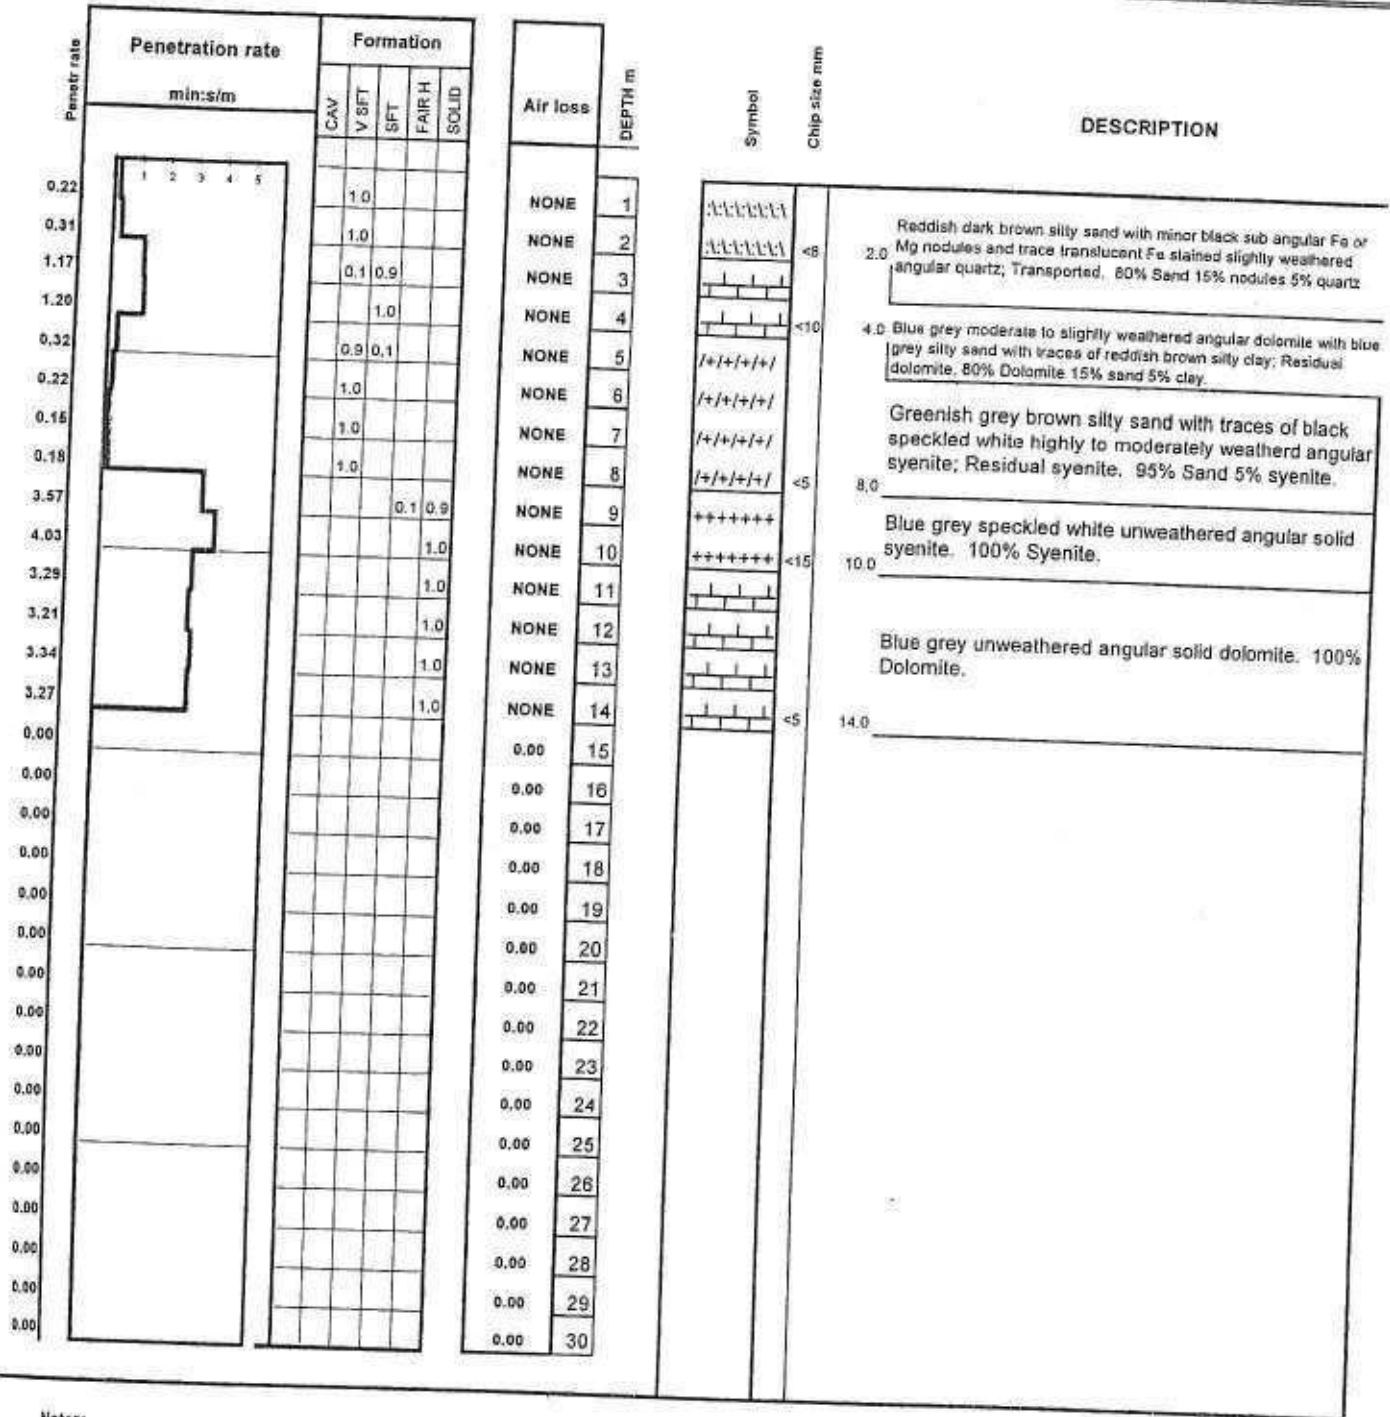 Penetr rate
Penetration rate
min:s/m
Formation
CAV
V SFT
SFT
FAIR H
SOLID
Air loss
DEPTH m
Symbol
Chip size mm
DESCRIPTION
1 2 3 4 5
0.22 1.0 NONE 1
0.31 1.0 NONE 2 <8 2.0
1.17 0.1 0.9 NONE 3
1.20 1.0 NONE 4 <10 4.0
0.32 0.9 0.1 NONE 5
0.22 1.0 NONE 6
0.15 1.0 NONE 7
0.18 1.0 NONE 8 <5 8.0
3.57 0.1 0.9 NONE 9
4.03 1.0 NONE 10 <15 10.0
3.29 1.0 NONE 11
3.21 1.0 NONE 12
3.34 1.0 NONE 13
3.27 1.0 NONE 14 <5 14.0
0.00 0.00 15
0.00 0.00 16
0.00 0.00 17
0.00 0.00 18
0.00 0.00 19
0.00 0.00 20
0.00 0.00 21
0.00 0.00 22
0.00 0.00 23
0.00 0.00 24
0.00 0.00 25
0.00 0.00 26
0.00 0.00 27
0.00 0.00 28
0.00 0.00 29
0.00 0.00 30
Reddish dark brown silty sand with minor black sub angular Fe or
Mg nodules and trace translucent Fe stained slightly weathered
angular quartz; Transported. 80% Sand 15% nodules 5% quartz
Blue grey moderate to slightly weathered angular dolomite with blue
grey silty sand with traces of reddish brown silty clay; Residual
dolomite. 80% Dolomite 15% sand 5% clay.
Greenish grey brown silty sand with traces of black
speckled white highly to moderately weatherd angular
syenite; Residual syenite. 95% Sand 5% syenite.
Blue grey speckled white unweathered angular solid
syenite. 100% Syenite.
Blue grey unweathered angular solid dolomite. 100%
Dolomite.